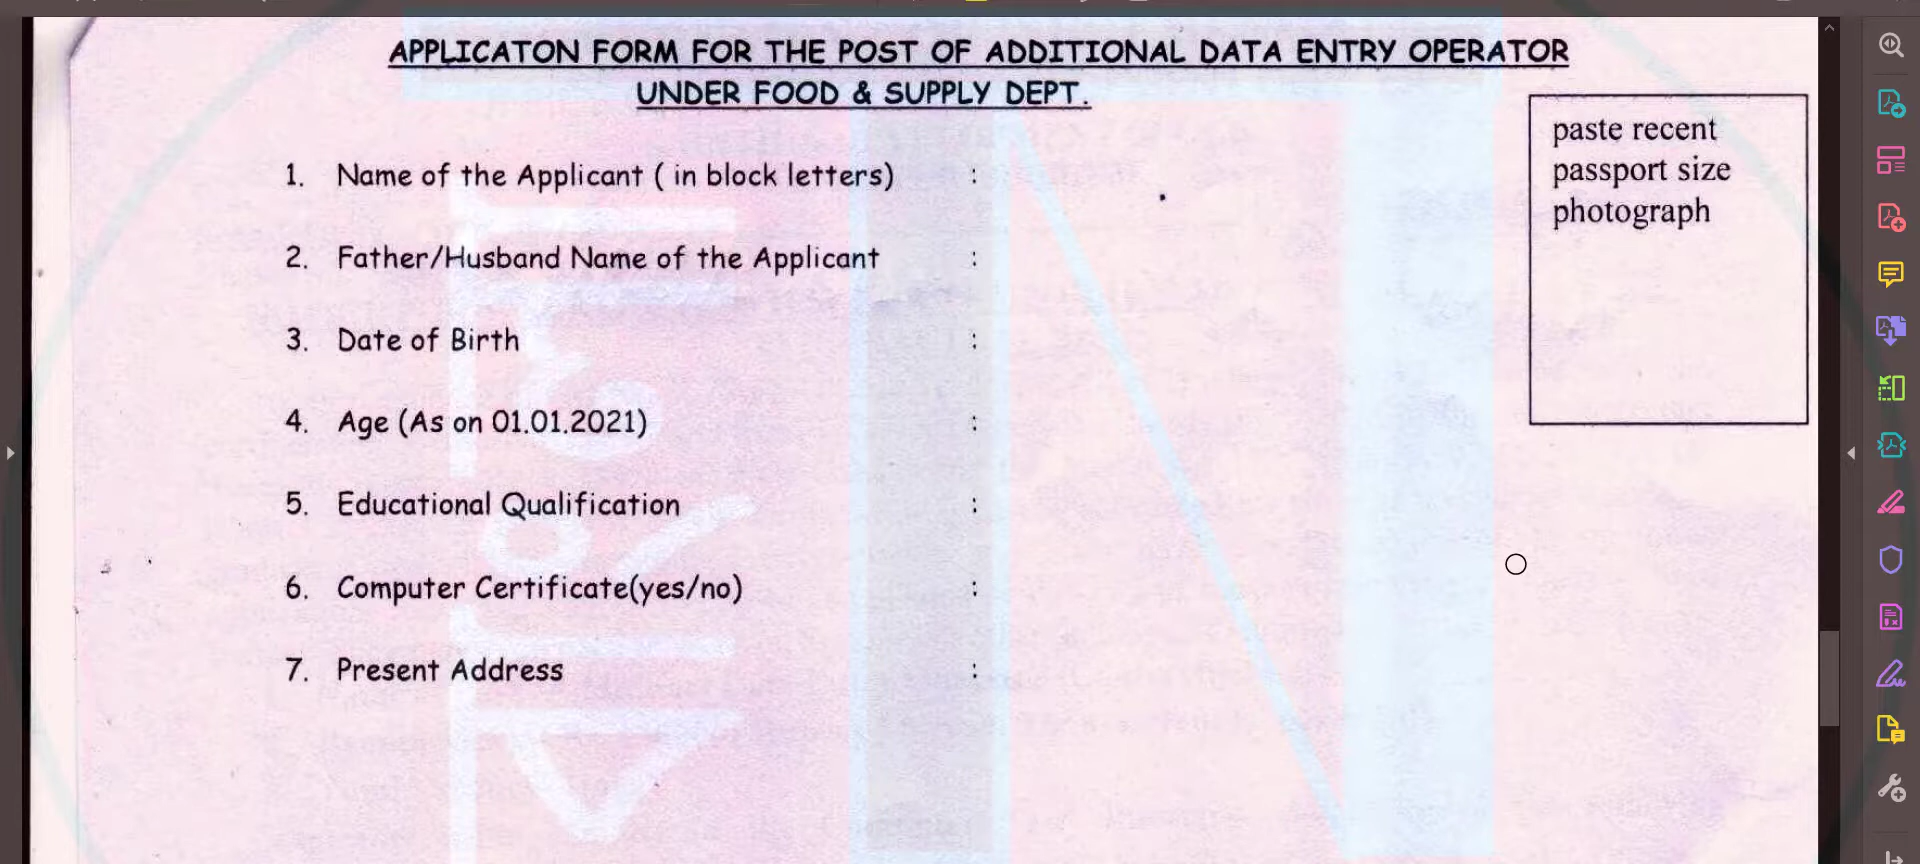 APPLICATON FORM FOR THE POST OF ADDITIONAL DATA ENTRY OPERATOR
UNDER FOOD & SUPPLY DEPT.
paste recent
passport size
photograph
1. Name of the Applicant ( in block letters) :
2. Father/Husband Name of the Applicant :
3. Date of Birth :
4. Age (As on 01.01.2021) :
5. Educational Qualification :
6. Computer Certificate(yes/no) :
7. Present Address :